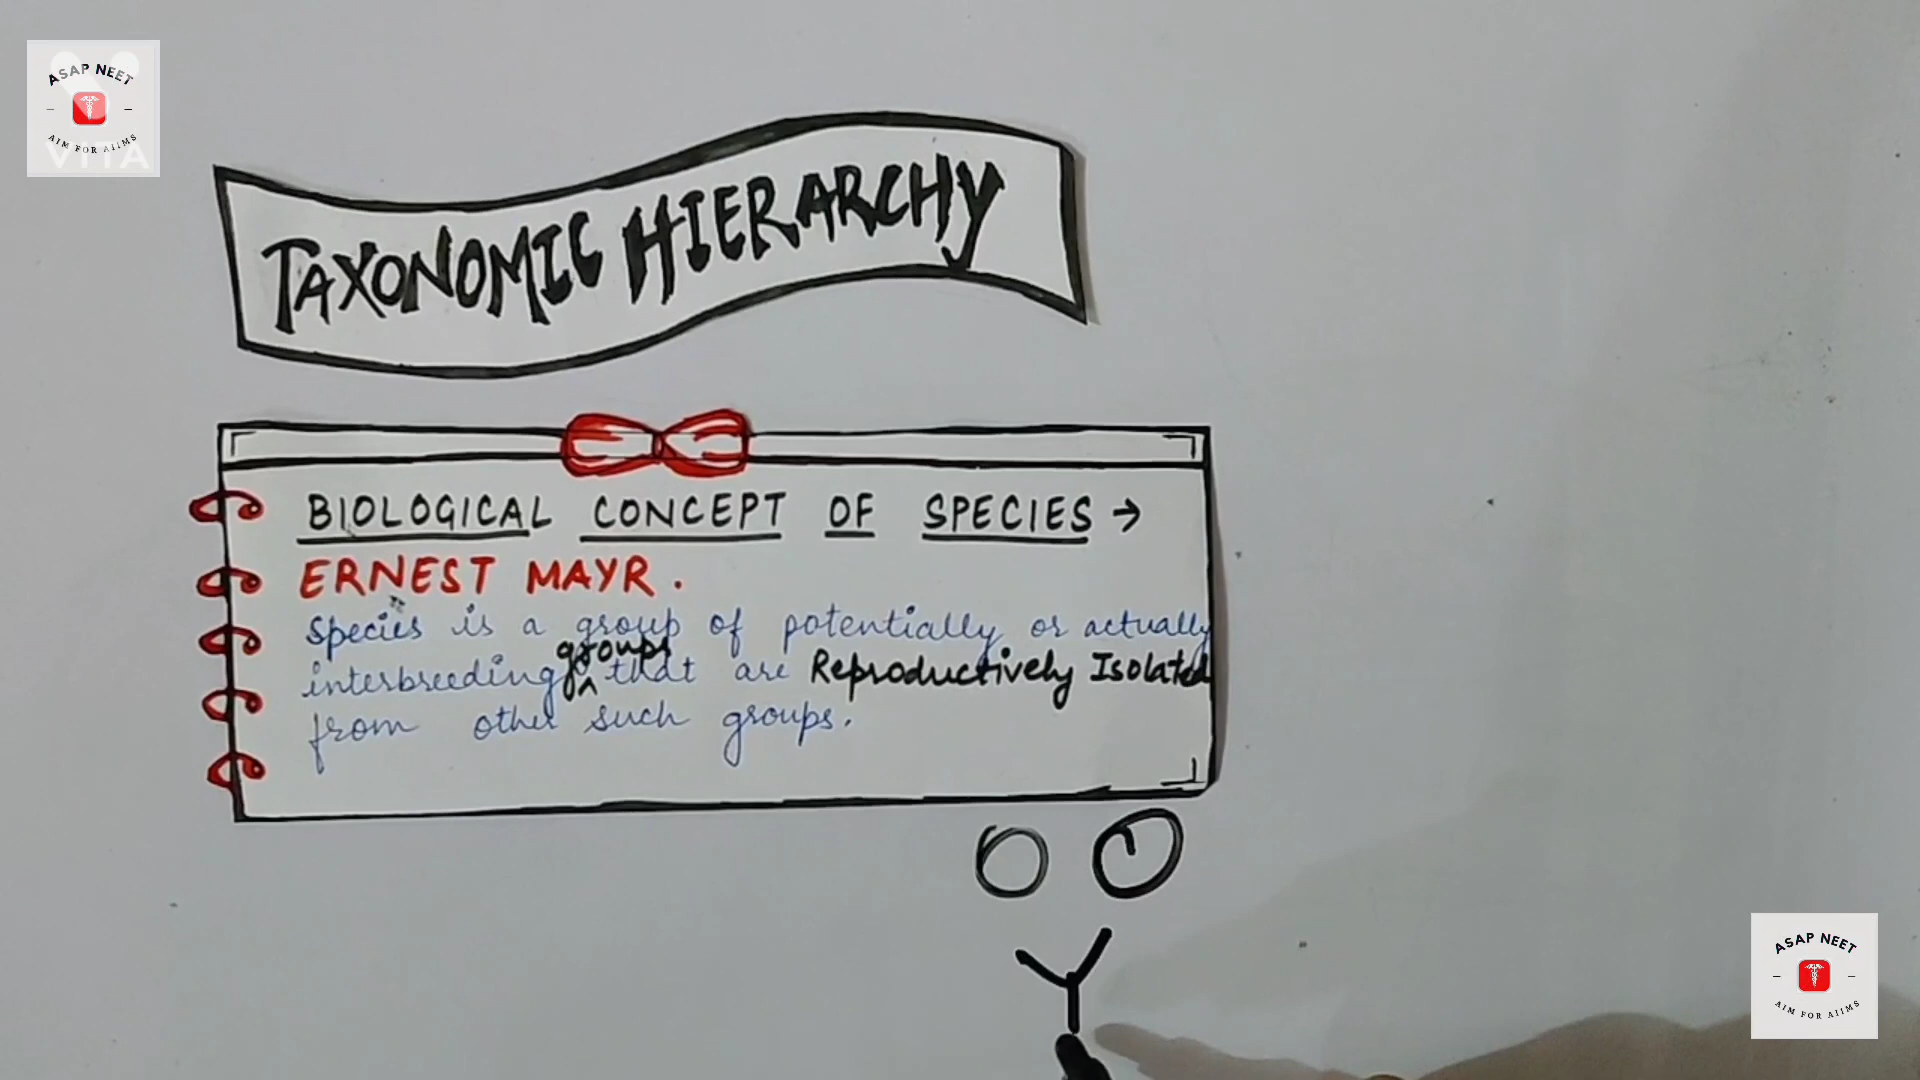 ASAP NEET
AIM FOR AIIMS
VITA
TAXONOMIC HIERARCHY
BIOLOGICAL CONCEPT OF SPECIES →
ERNEST MAYR.
Species is a group of potentially or actually
groups
interbreeding ^ that are Reproductively Isolated
from other such groups.
Y
ASAP NEET
AIM FOR AIIMS